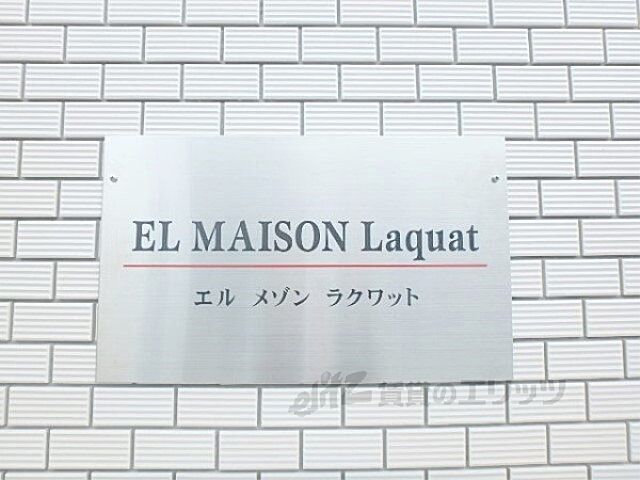 EL MAISON Laquat
エル メゾン ラクワット
elitz 賃貸のエリッツ